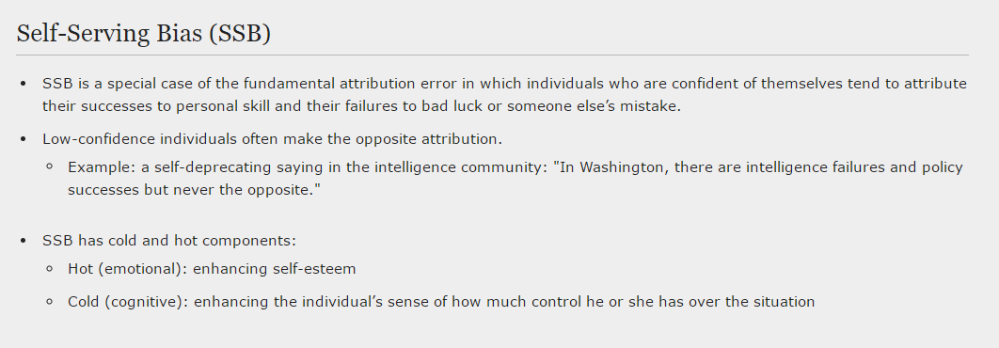 Self-Serving Bias (SSB)
• SSB is a special case of the fundamental attribution error in which individuals who are confident of themselves tend to attribute
their successes to personal skill and their failures to bad luck or someone else’s mistake.
• Low-confidence individuals often make the opposite attribution.
◦ Example: a self-deprecating saying in the intelligence community: "In Washington, there are intelligence failures and policy
successes but never the opposite."
• SSB has cold and hot components:
◦ Hot (emotional): enhancing self-esteem
◦ Cold (cognitive): enhancing the individual’s sense of how much control he or she has over the situation